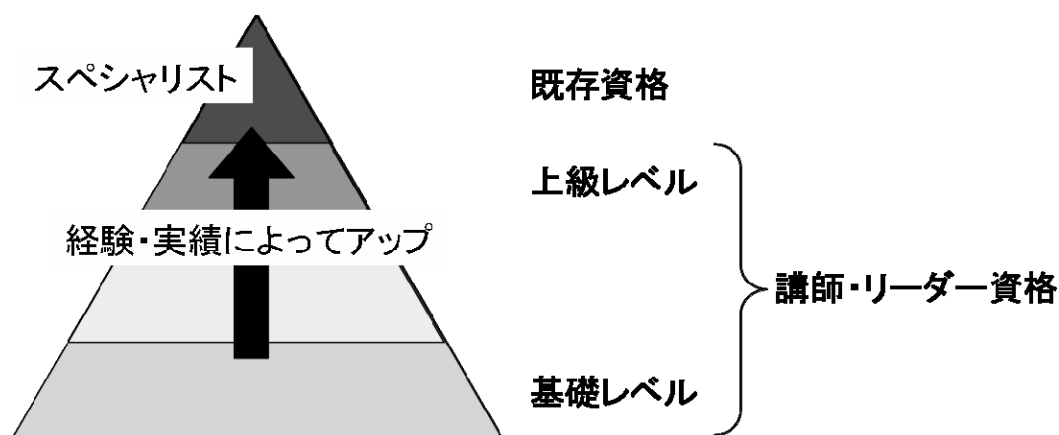 スペシャリスト
既存資格
上級レベル
経験・実績によってアップ
講師・リーダー資格
基礎レベル